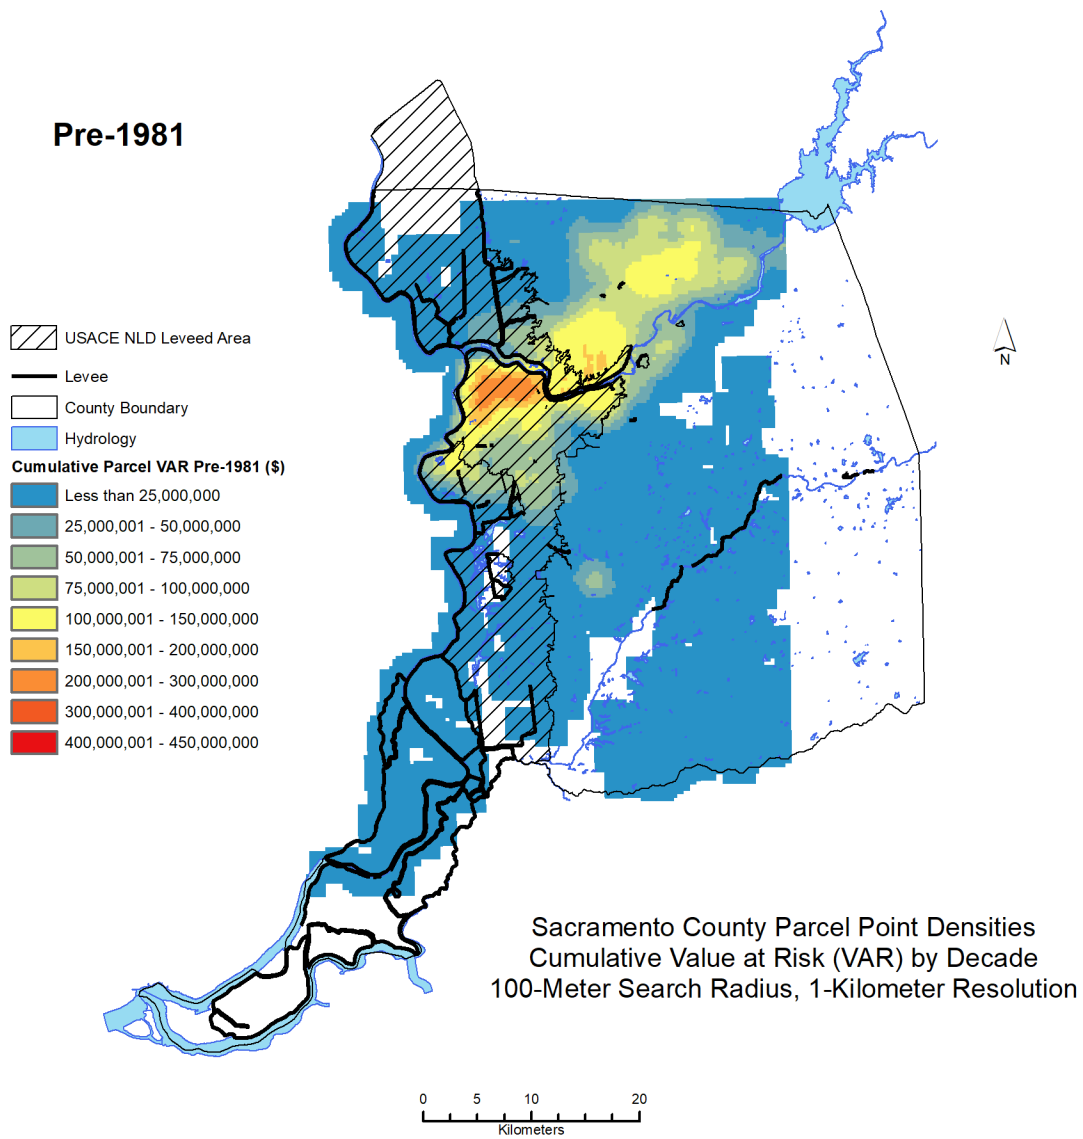 Pre-1981
USACE NLD Leveed Area
Levee
County Boundary
Hydrology
Cumulative Parcel VAR Pre-1981 ($)
Less than 25,000,000
25,000,001 - 50,000,000
50,000,001 - 75,000,000
75,000,001 - 100,000,000
100,000,001 - 150,000,000
150,000,001 - 200,000,000
200,000,001 - 300,000,000
300,000,001 - 400,000,000
400,000,001 - 450,000,000
N
Sacramento County Parcel Point Densities
Cumulative Value at Risk (VAR) by Decade
100-Meter Search Radius, 1-Kilometer Resolution
0 5 10 20
Kilometers